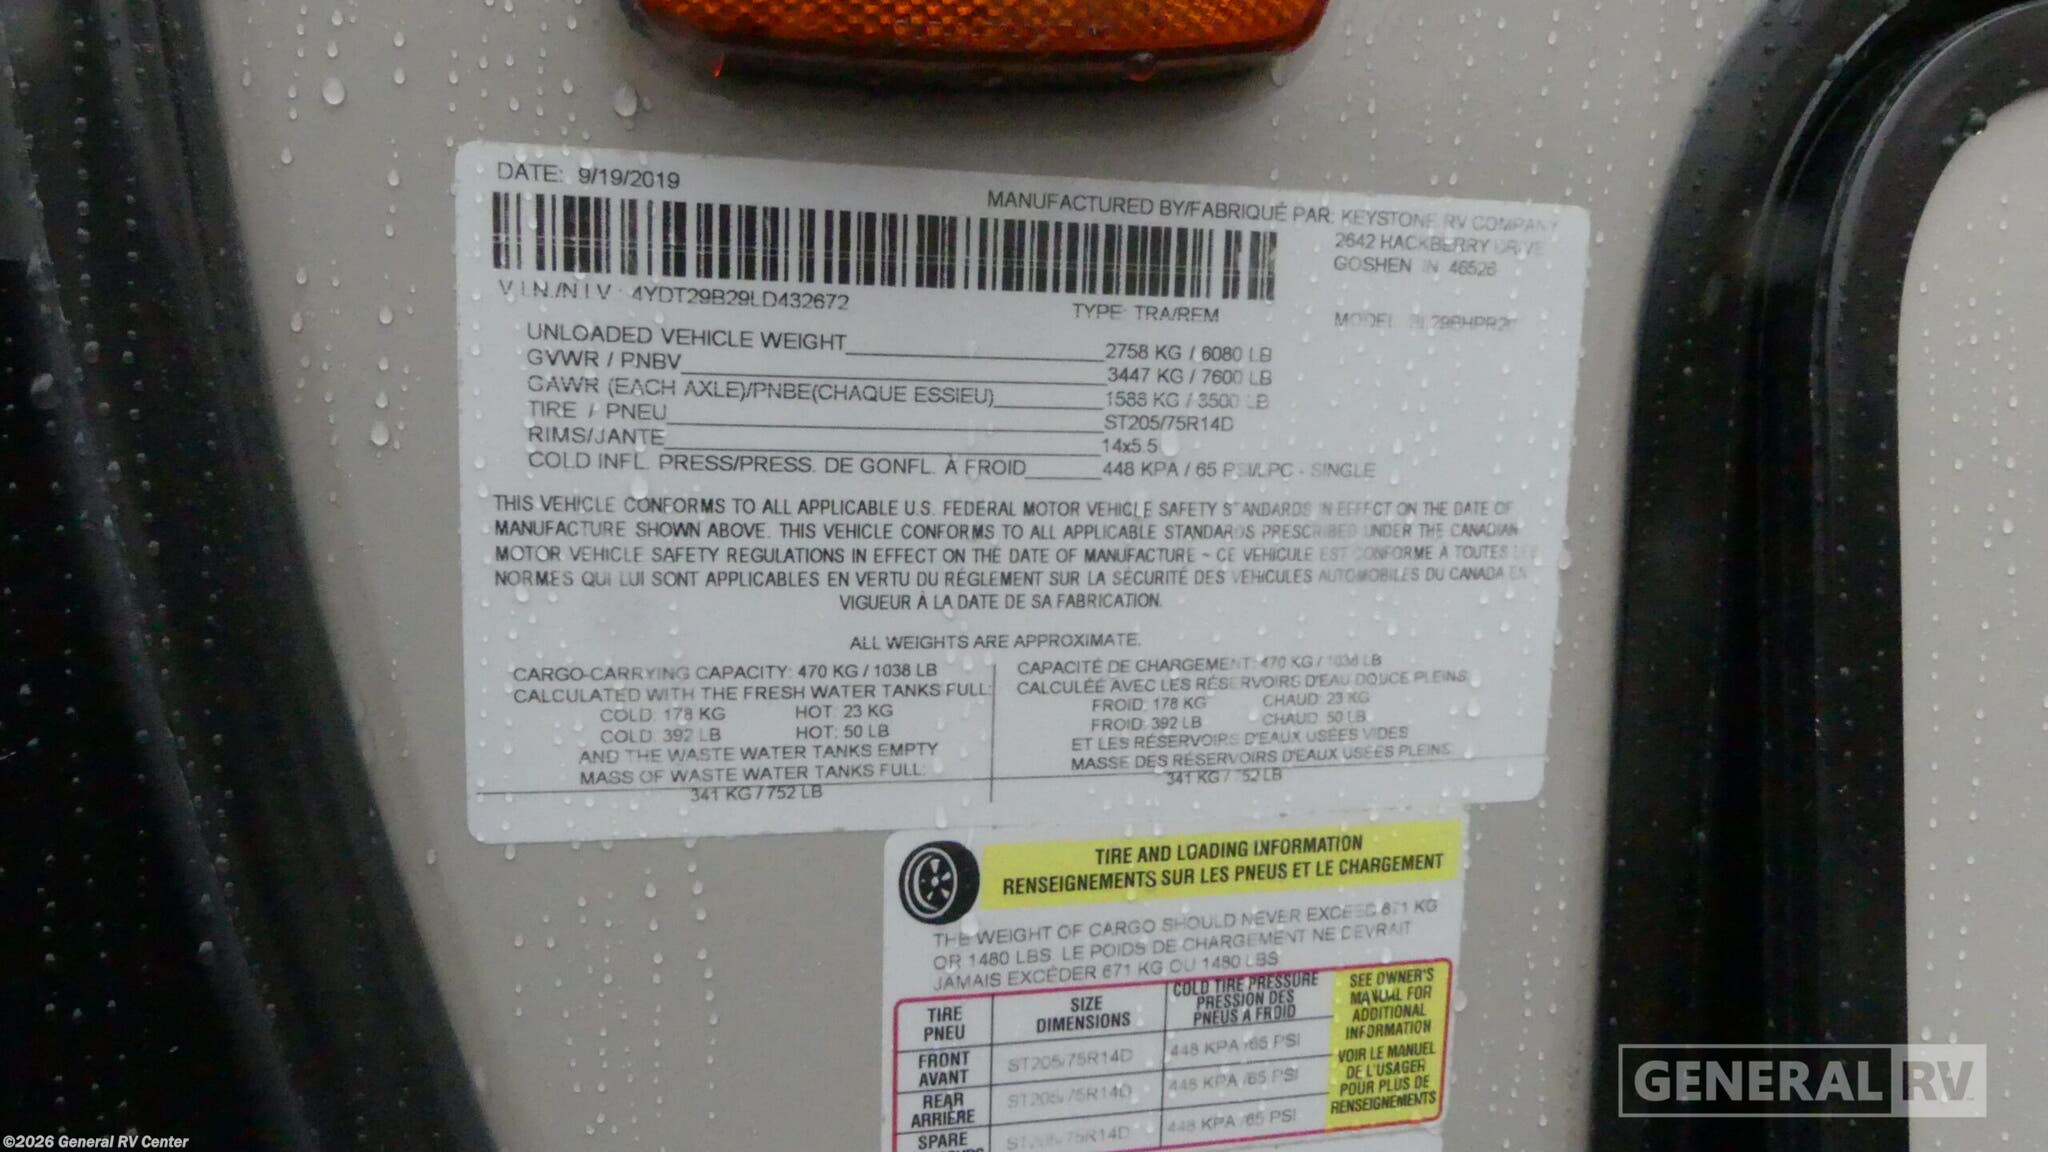 DATE: 9/19/2019
MANUFACTURED BY/FABRIQUÉ PAR: KEYSTONE RV COMPANY
2642 HACKBERRY DRIVE
GOSHEN IN 46526
V.I.N./N.I.V.: 4YDT29B29LD432672
TYPE: TRA/REM
MODEL
UNLOADED VEHICLE WEIGHT 2758 KG / 6080 LB
GVWR / PNBV 3447 KG / 7600 LB
GAWR (EACH AXLE)/PNBE(CHAQUE ESSIEU) 1588 KG / 3500 LB
TIRE / PNEU ST205/75R14D
RIMS/JANTE 14x5.5
COLD INFL. PRESS/PRESS. DE GONFL. À FROID 448 KPA / 65 PSI/LPC - SINGLE
THIS VEHICLE CONFORMS TO ALL APPLICABLE U.S. FEDERAL MOTOR VEHICLE SAFETY STANDARDS IN EFFECT ON THE DATE OF
MANUFACTURE SHOWN ABOVE. THIS VEHICLE CONFORMS TO ALL APPLICABLE STANDARDS PRESCRIBED UNDER THE CANADIAN
MOTOR VEHICLE SAFETY REGULATIONS IN EFFECT ON THE DATE OF MANUFACTURE ~ CE VÉHICULE EST CONFORME À TOUTES LES
NORMES QUI LUI SONT APPLICABLES EN VERTU DU RÈGLEMENT SUR LA SÉCURITÉ DES VÉHICULES AUTOMOBILES DU CANADA EN
VIGUEUR À LA DATE DE SA FABRICATION.
ALL WEIGHTS ARE APPROXIMATE.
CARGO-CARRYING CAPACITY: 470 KG / 1038 LB
CALCULATED WITH THE FRESH WATER TANKS FULL:
COLD: 178 KG HOT: 23 KG
COLD: 392 LB HOT: 50 LB
AND THE WASTE WATER TANKS EMPTY
MASS OF WASTE WATER TANKS FULL:
341 KG / 752 LB
CAPACITÉ DE CHARGEMENT: 470 KG / 1038 LB
CALCULÉE AVEC LES RÉSERVOIRS D'EAU DOUCE PLEINS
FROID: 178 KG CHAUD: 23 KG
FROID: 392 LB CHAUD: 50 LB
ET LES RÉSERVOIRS D'EAUX USÉES VIDES
MASSE DES RÉSERVOIRS D'EAUX USÉES PLEINS
341 KG / 752 LB
TIRE AND LOADING INFORMATION
RENSEIGNEMENTS SUR LES PNEUS ET LE CHARGEMENT
THE WEIGHT OF CARGO SHOULD NEVER EXCEED 671 KG
OR 1480 LBS. LE POIDS DE CHARGEMENT NE DEVRAIT
JAMAIS EXCÉDER 671 KG OU 1480 LBS
TIRE
PNEU
SIZE
DIMENSIONS
COLD TIRE PRESSURE
PRESSION DES
PNEUS A FROID
FRONT
AVANT
ST205/75R14D
448 KPA /65 PSI
REAR
ARRIÈRE
ST205/75R14D
448 KPA /65 PSI
SPARE
ST205/75R14D
448 KPA /65 PSI
SEE OWNER'S
MANUAL FOR
ADDITIONAL
INFORMATION
VOIR LE MANUEL
DE L'USAGER
POUR PLUS DE
RENSEIGNEMENTS
GENERAL RV
©2026 General RV Center